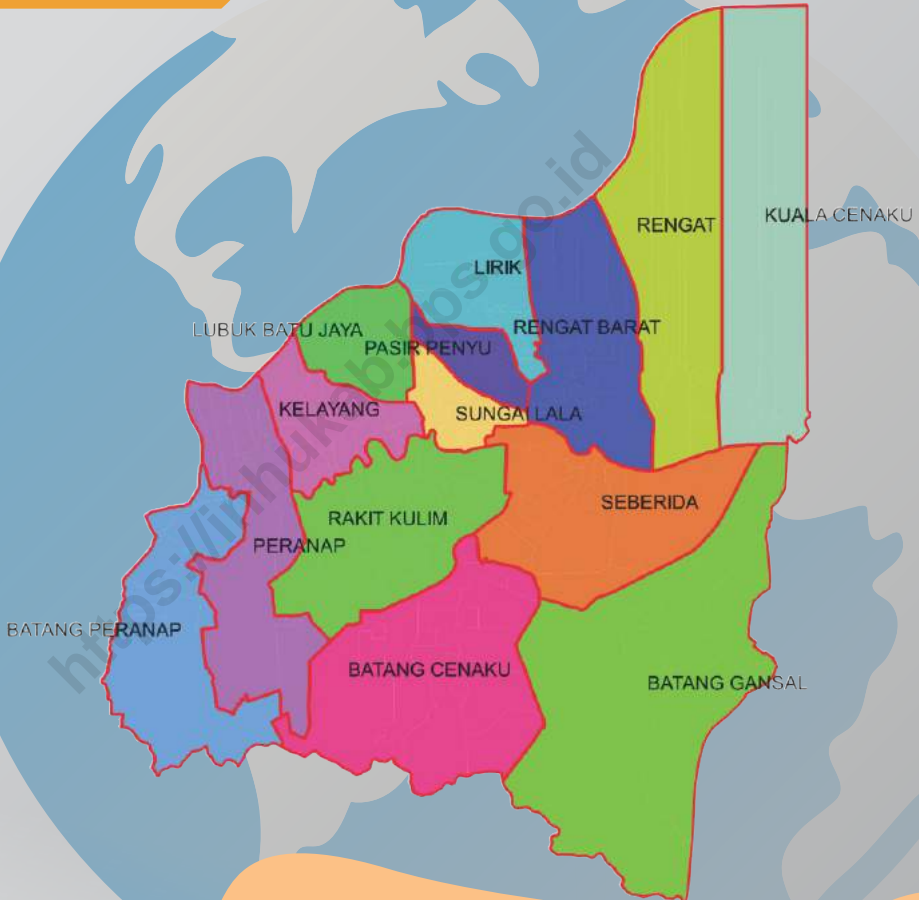 RENGAT
KUALA CENAKU
LIRIK
LUBUK BATU JAYA
RENGAT BARAT
PASIR PENYU
KELAYANG
SUNGAI LALA
SEBERIDA
RAKIT KULIM
PERANAP
BATANG PERANAP
BATANG CENAKU
BATANG GANSAL
https://inhukab.bps.go.id